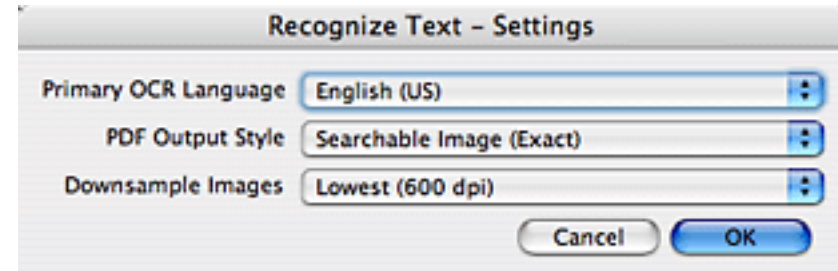 Recognize Text – Settings
Primary OCR Language English (US)
PDF Output Style Searchable Image (Exact)
Downsample Images Lowest (600 dpi)
Cancel OK